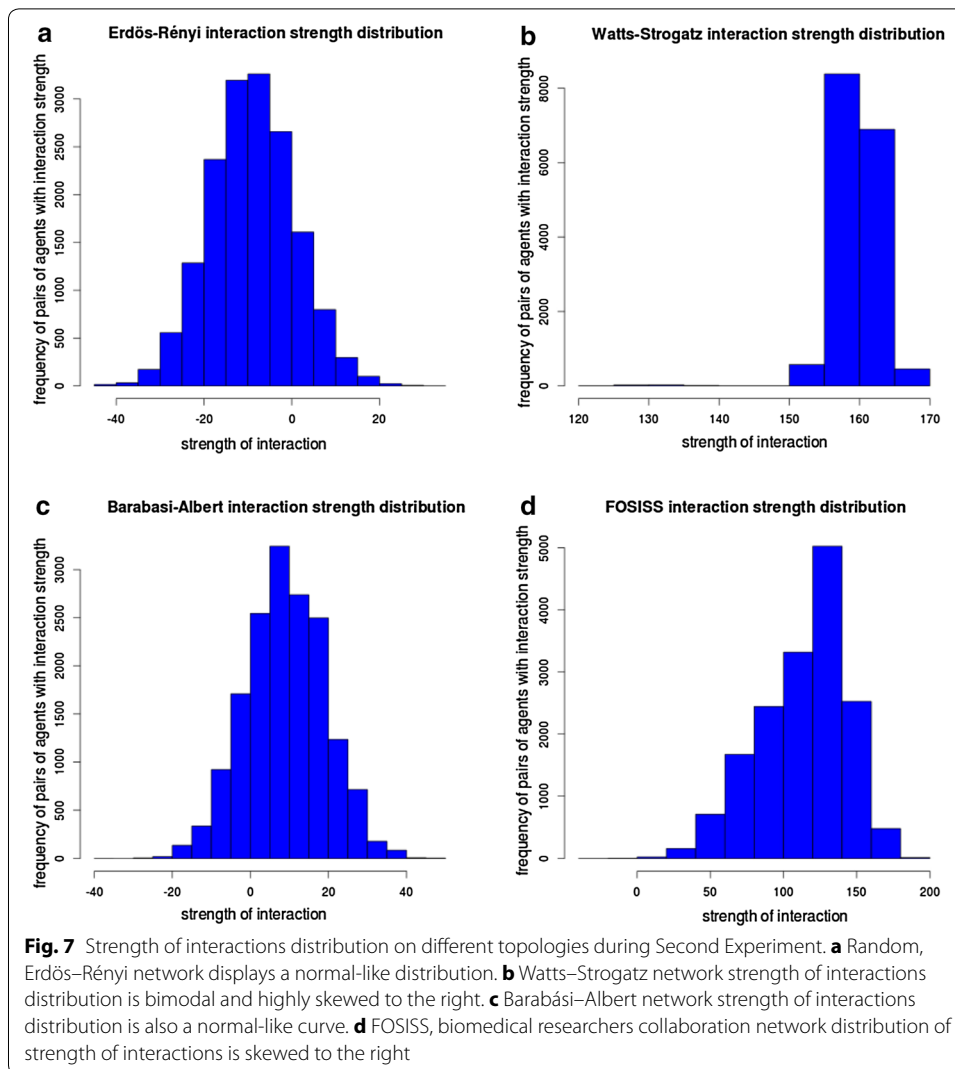 a
Erdös-Rényi interaction strength distribution
frequency of pairs of agents with interaction strength
3000
2500
2000
1500
1000
500
0
-40 -20 0 20
strength of interaction
b
Watts-Strogatz interaction strength distribution
frequency of pairs of agents with interaction strength
8000
6000
4000
2000
0
120 130 140 150 160 170
strength of interaction
c
Barabasi-Albert interaction strength distribution
frequency of pairs of agents with interaction strength
3000
2500
2000
1500
1000
500
0
-40 -20 0 20 40
strength of interaction
d
FOSISS interaction strength distribution
frequency of pairs of agents with interaction strength
5000
4000
3000
2000
1000
0
0 50 100 150 200
strength of interaction
Fig. 7 Strength of interactions distribution on different topologies during Second Experiment. a Random,
Erdös–Rényi network displays a normal-like distribution. b Watts–Strogatz network strength of interactions
distribution is bimodal and highly skewed to the right. c Barabási–Albert network strength of interactions
distribution is also a normal-like curve. d FOSISS, biomedical researchers collaboration network distribution of
strength of interactions is skewed to the right